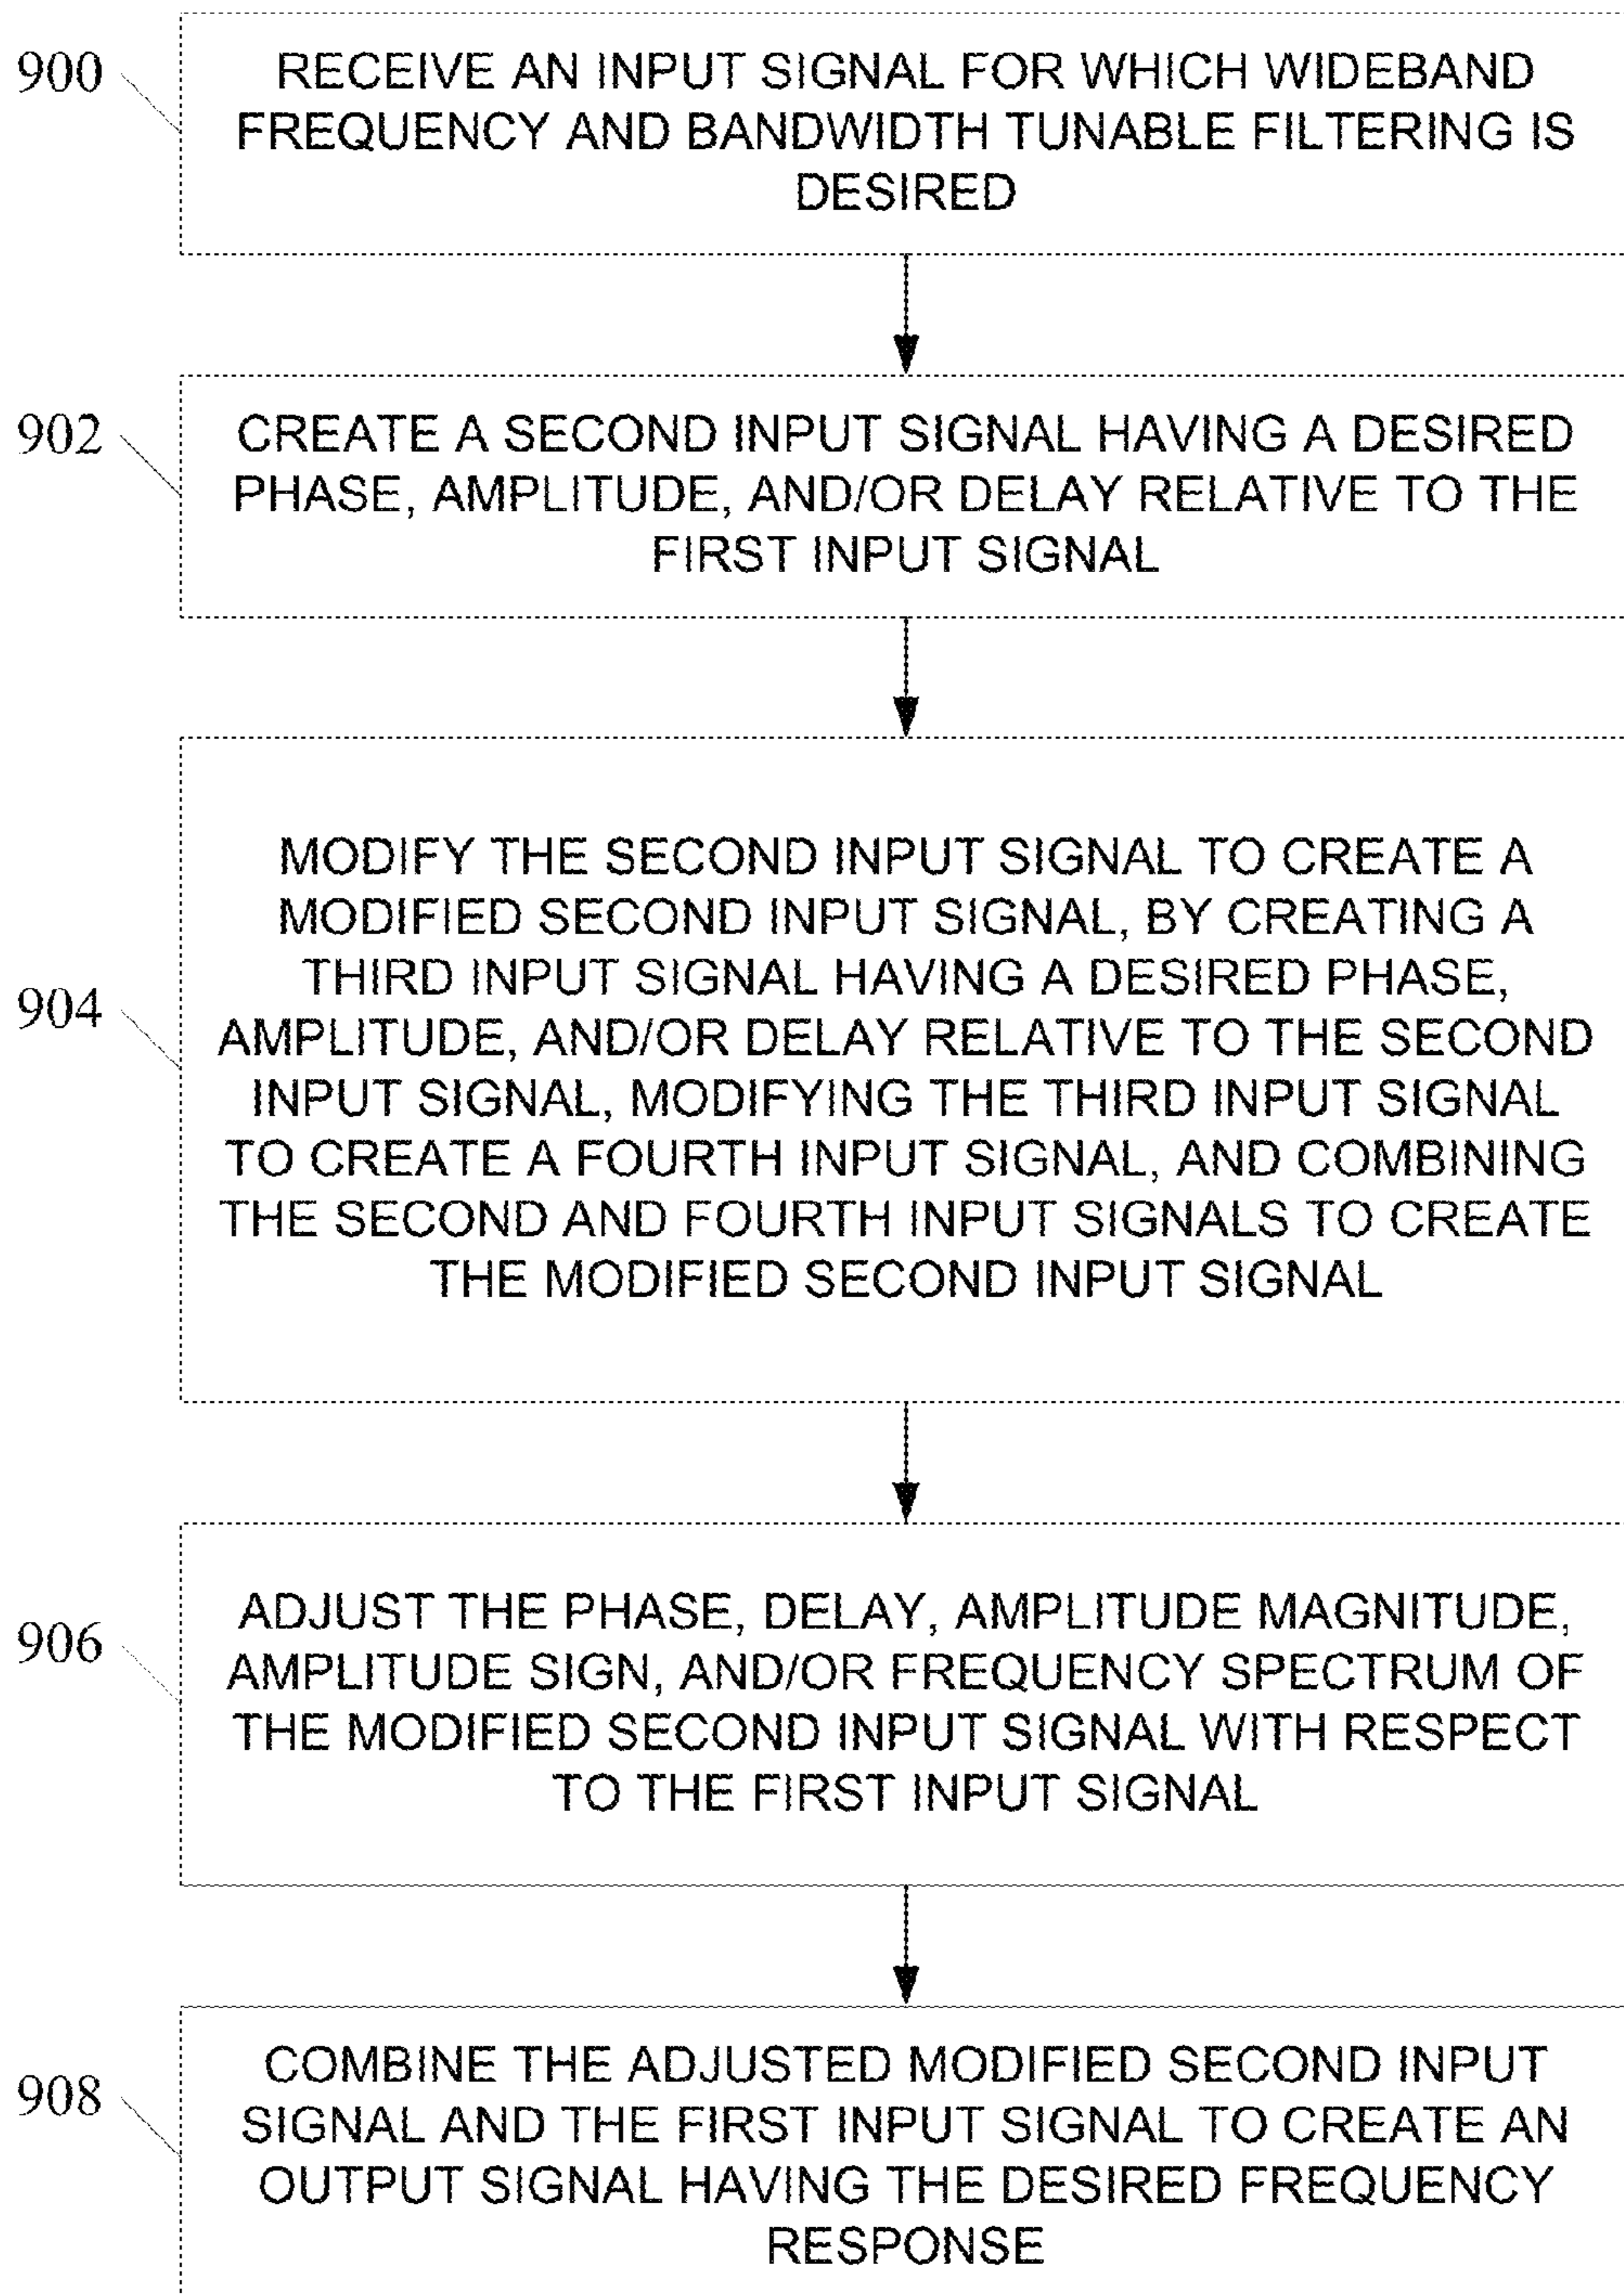 900
RECEIVE AN INPUT SIGNAL FOR WHICH WIDEBAND
FREQUENCY AND BANDWIDTH TUNABLE FILTERING IS
DESIRED
902
CREATE A SECOND INPUT SIGNAL HAVING A DESIRED
PHASE, AMPLITUDE, AND/OR DELAY RELATIVE TO THE
FIRST INPUT SIGNAL
904
MODIFY THE SECOND INPUT SIGNAL TO CREATE A
MODIFIED SECOND INPUT SIGNAL, BY CREATING A
THIRD INPUT SIGNAL HAVING A DESIRED PHASE,
AMPLITUDE, AND/OR DELAY RELATIVE TO THE SECOND
INPUT SIGNAL, MODIFYING THE THIRD INPUT SIGNAL
TO CREATE A FOURTH INPUT SIGNAL, AND COMBINING
THE SECOND AND FOURTH INPUT SIGNALS TO CREATE
THE MODIFIED SECOND INPUT SIGNAL
906
ADJUST THE PHASE, DELAY, AMPLITUDE MAGNITUDE,
AMPLITUDE SIGN, AND/OR FREQUENCY SPECTRUM OF
THE MODIFIED SECOND INPUT SIGNAL WITH RESPECT
TO THE FIRST INPUT SIGNAL
908
COMBINE THE ADJUSTED MODIFIED SECOND INPUT
SIGNAL AND THE FIRST INPUT SIGNAL TO CREATE AN
OUTPUT SIGNAL HAVING THE DESIRED FREQUENCY
RESPONSE